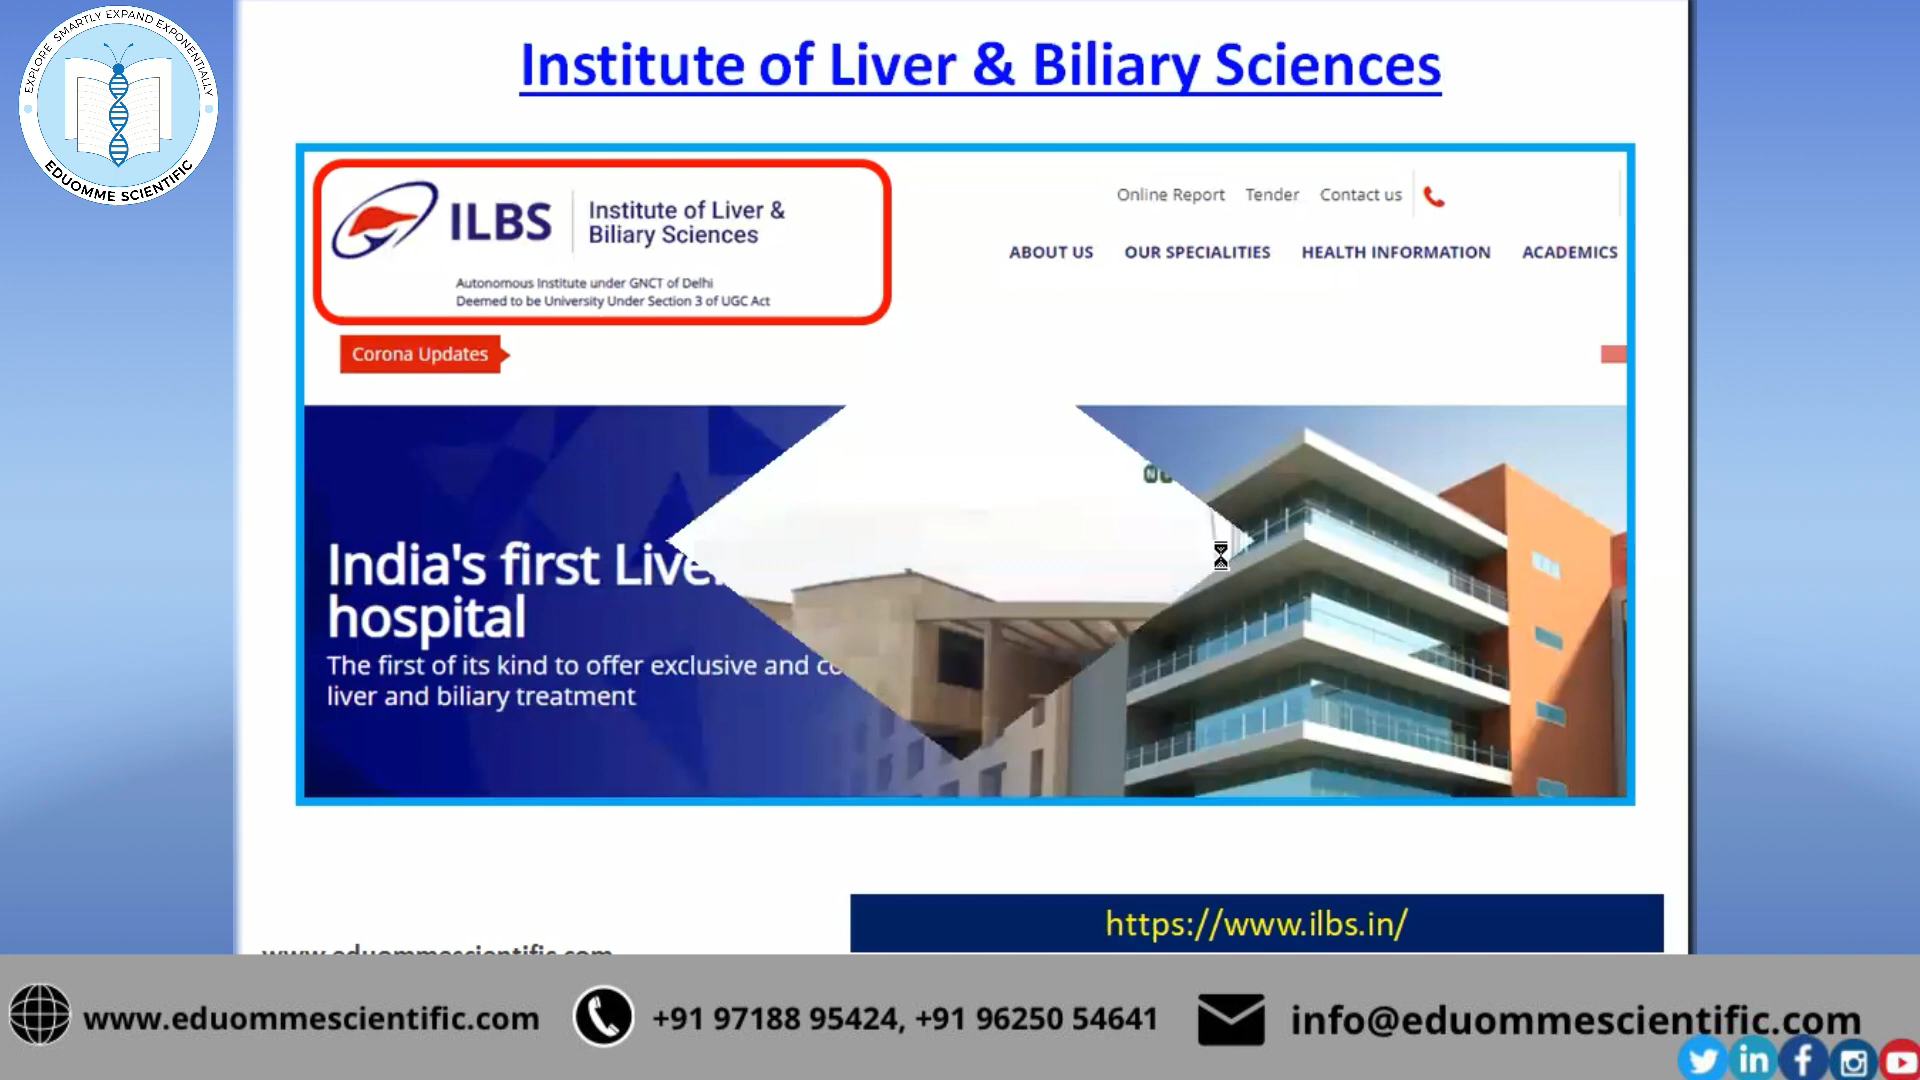 EXPLORE SMARTLY EXPAND EXPONENTIALLY
EDUOMME SCIENTIFIC
Institute of Liver & Biliary Sciences
ILBS
Institute of Liver &
Biliary Sciences
Autonomous Institute under GNCT of Delhi
Deemed to be University Under Section 3 of UGC Act
Online Report Tender Contact us
ABOUT US OUR SPECIALITIES HEALTH INFORMATION ACADEMICS
Corona Updates
India's first Live
hospital
The first of its kind to offer exclusive and
liver and biliary treatment
https://www.ilbs.in/
www.eduommescientific.com
www.eduommescientific.com
+91 97188 95424, +91 96250 54641
info@eduommescientific.com